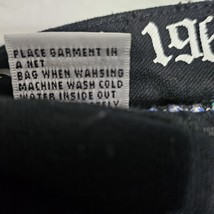 196
PLACE GARMENT IN
A NET
BAG WHEN WAHSING
MACHINE WASH COLD
WATER INSIDE OUT